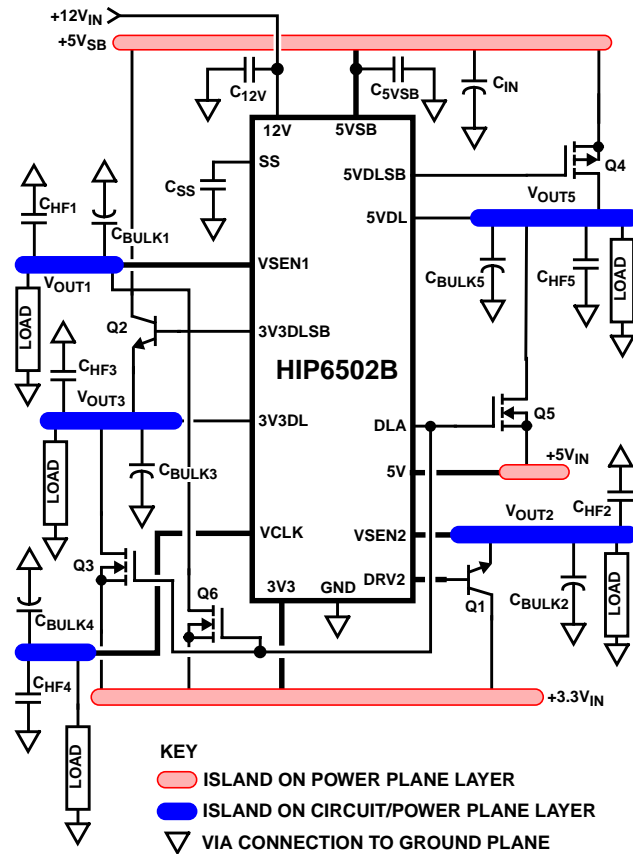 +12VIN
+5VSB
C12V
C5VSB
CIN
12V
5VSB
SS
CSS
5VDLSB
Q4
CHF1
CBULK1
5VDL
VOUT5
VSEN1
VOUT1
CBULK5
CHF5
LOAD
LOAD
Q2
3V3DLSB
HIP6502B
CHF3
VOUT3
3V3DL
DLA
Q5
+5VIN
5V
LOAD
CBULK3
CHF2
VCLK
VSEN2
VOUT2
Q3
Q6
3V3
GND
DRV2
Q1
CBULK2
LOAD
CBULK4
CHF4
+3.3VIN
LOAD
KEY
ISLAND ON POWER PLANE LAYER
ISLAND ON CIRCUIT/POWER PLANE LAYER
VIA CONNECTION TO GROUND PLANE